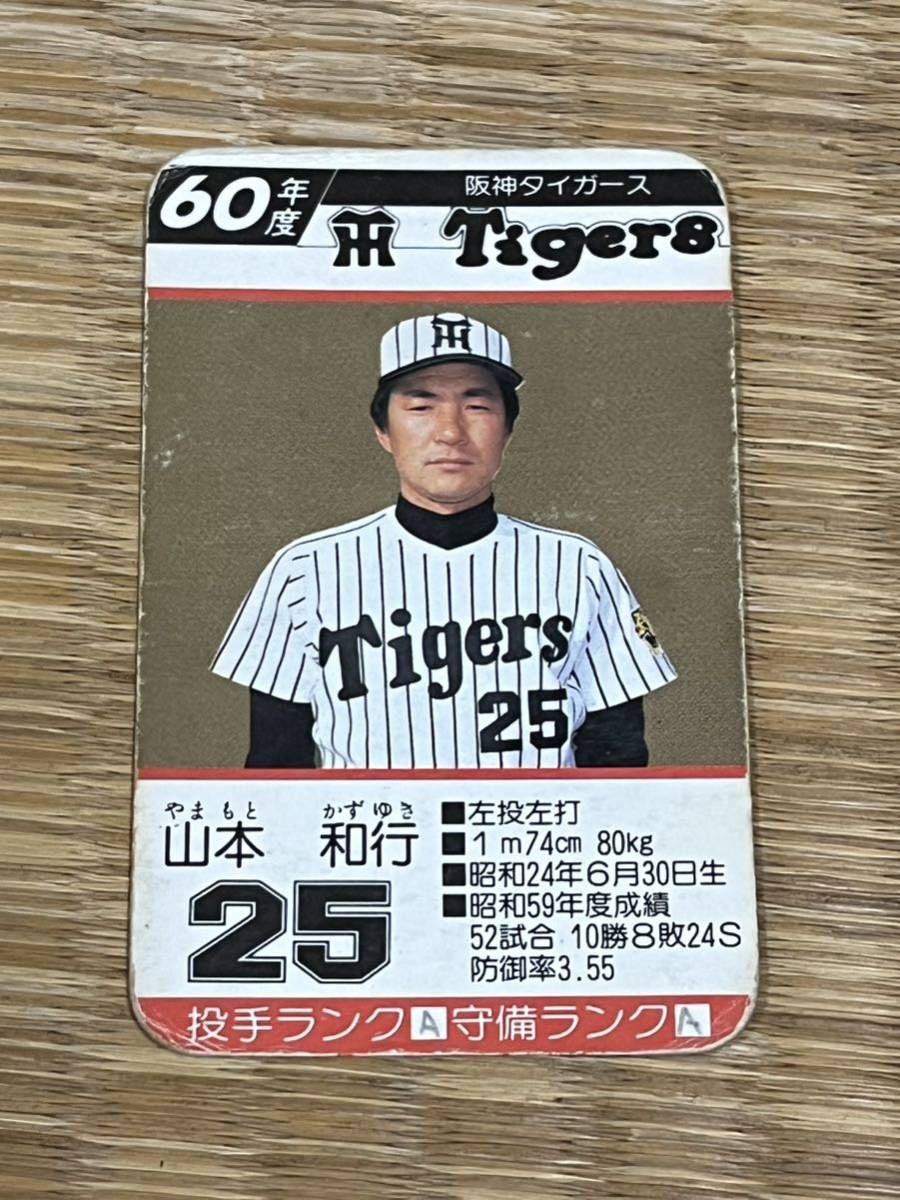 60年度
阪神タイガース
TH Tigers
TH
Tigers
25
やまもと かずゆき
山本 和行
25
■左投左打
■1m74cm 80kg
■昭和24年6月30日生
■昭和59年度成績
52試合 10勝8敗24S
防御率3.55
投手ランクA守備ランクA